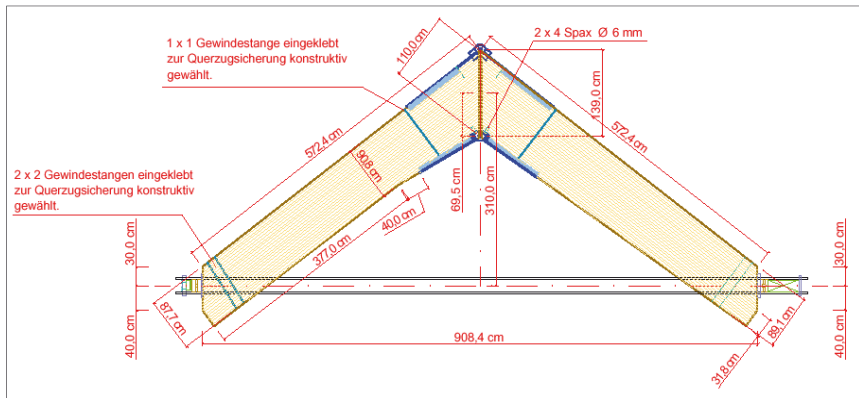 1 x 1 Gewindestange eingeklebt
zur Querzugsicherung konstruktiv
gewählt.
110,0 cm
2 x 4 Spax Ø 6 mm
139,0 cm
572,4 cm
572,4 cm
90,8 cm
2 x 2 Gewindestangen eingeklebt
zur Querzugsicherung konstruktiv
gewählt.
69,5 cm
310,0 cm
40,0 cm
377,0 cm
30,0 cm
30,0 cm
87,7 cm
89,1 cm
40,0 cm
40,0 cm
908,4 cm
31,8 cm